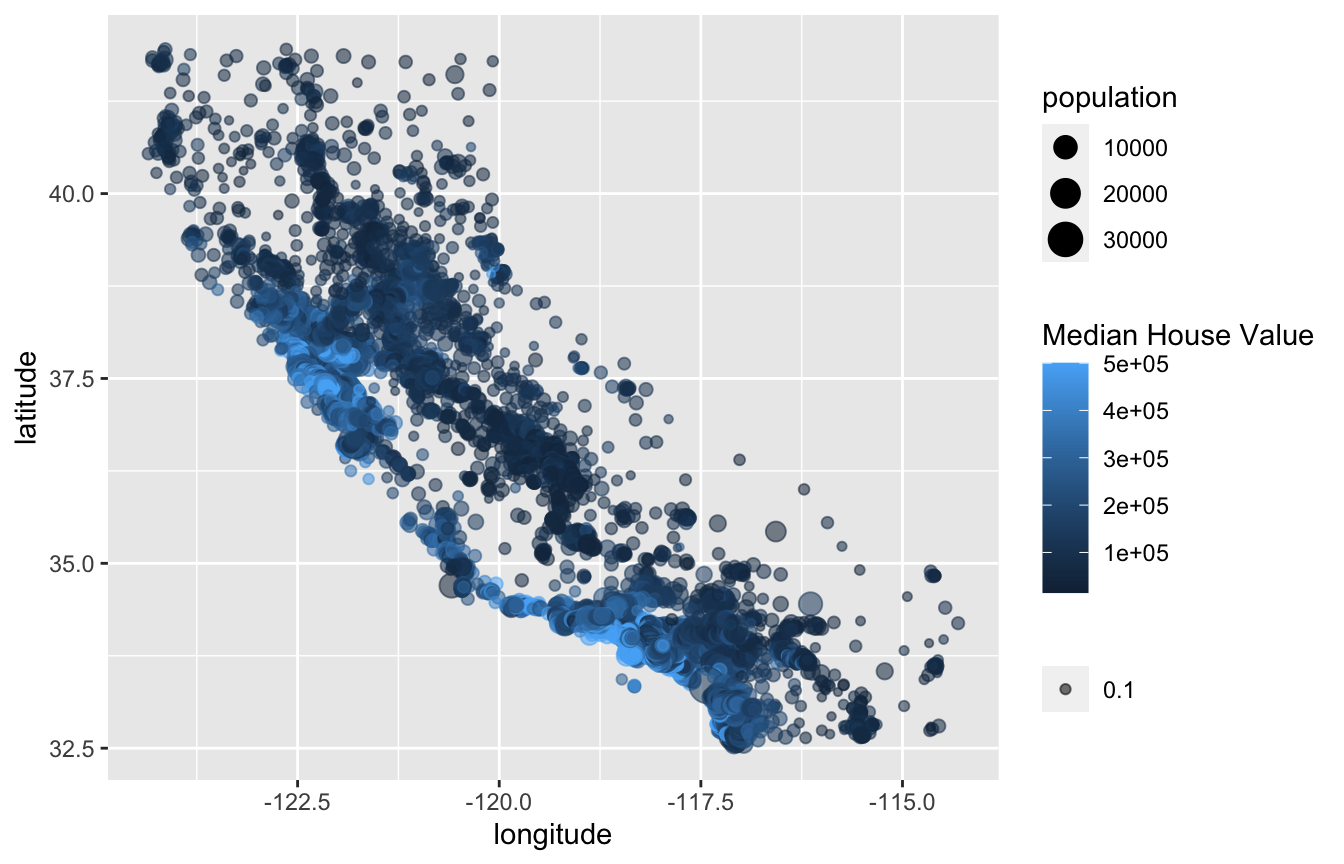 40.0
37.5
35.0
32.5
latitude
-122.5
-120.0
-117.5
-115.0
longitude
population
10000
20000
30000
Median House Value
5e+05
4e+05
3e+05
2e+05
1e+05
0.1